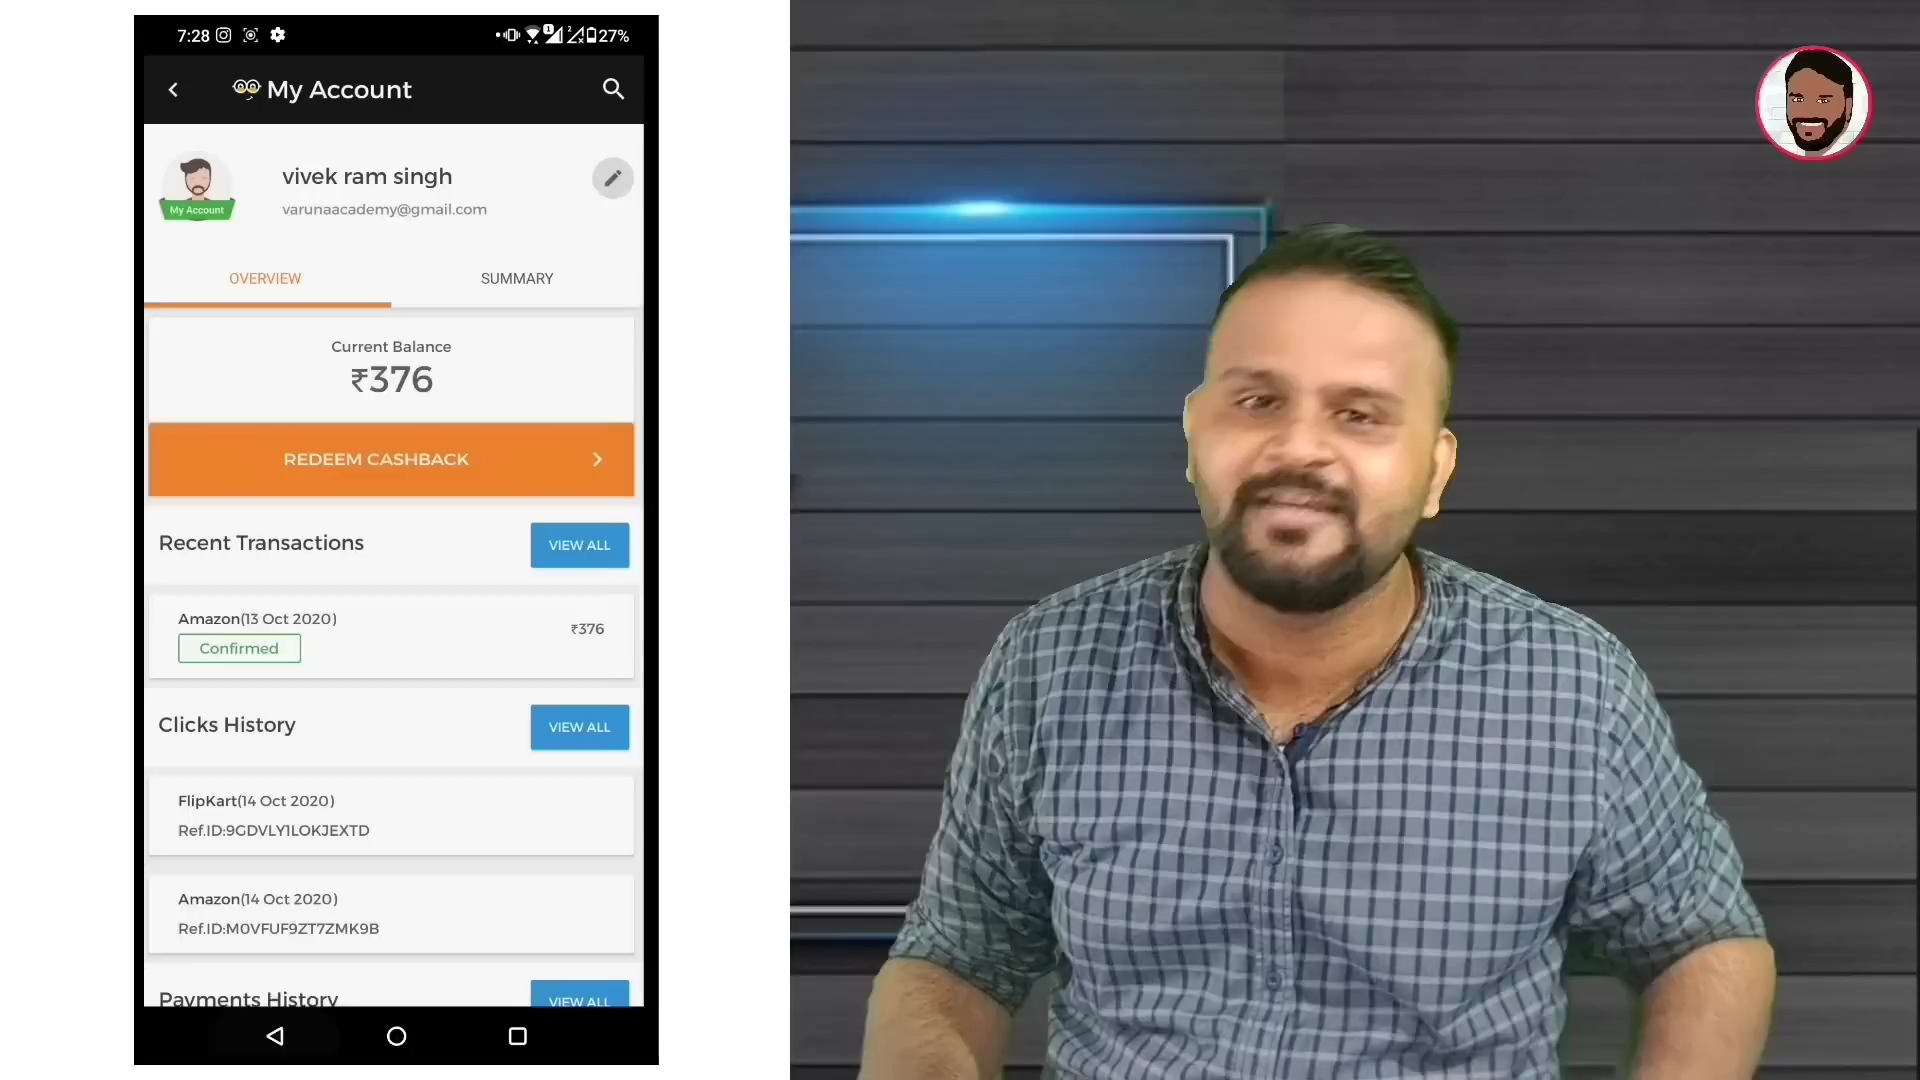 7:28
27%
My Account
vivek ram singh
My Account
varunaacademy@gmail.com
OVERVIEW
SUMMARY
Current Balance
₹376
REDEEM CASHBACK
Recent Transactions
VIEW ALL
Amazon(13 Oct 2020)
₹376
Confirmed
Clicks History
VIEW ALL
FlipKart(14 Oct 2020)
Ref.ID:9GDVLY1LOKJEXTD
Amazon(14 Oct 2020)
Ref.ID:M0VFUF9ZT7ZMK9B
Payments History
VIEW ALL